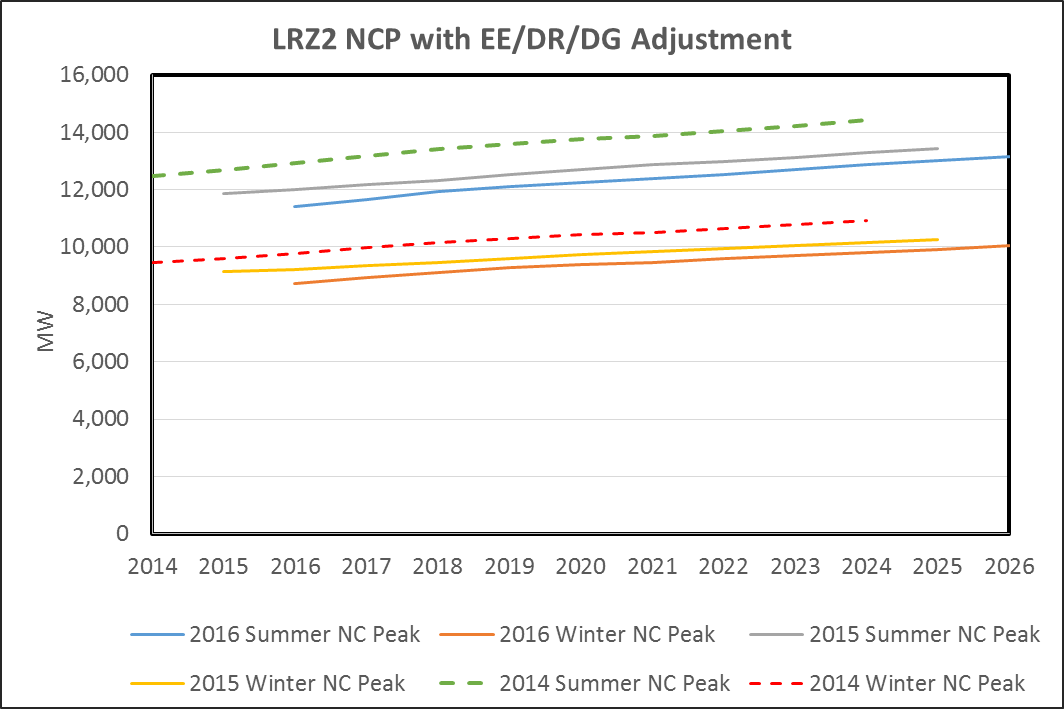 LRZ2 NCP with EE/DR/DG Adjustment
16,000
14,000
12,000
10,000
8,000
6,000
4,000
2,000
0
MW
2014 2015 2016 2017 2018 2019 2020 2021 2022 2023 2024 2025 2026
2016 Summer NC Peak 2016 Winter NC Peak 2015 Summer NC Peak
2015 Winter NC Peak 2014 Summer NC Peak 2014 Winter NC Peak